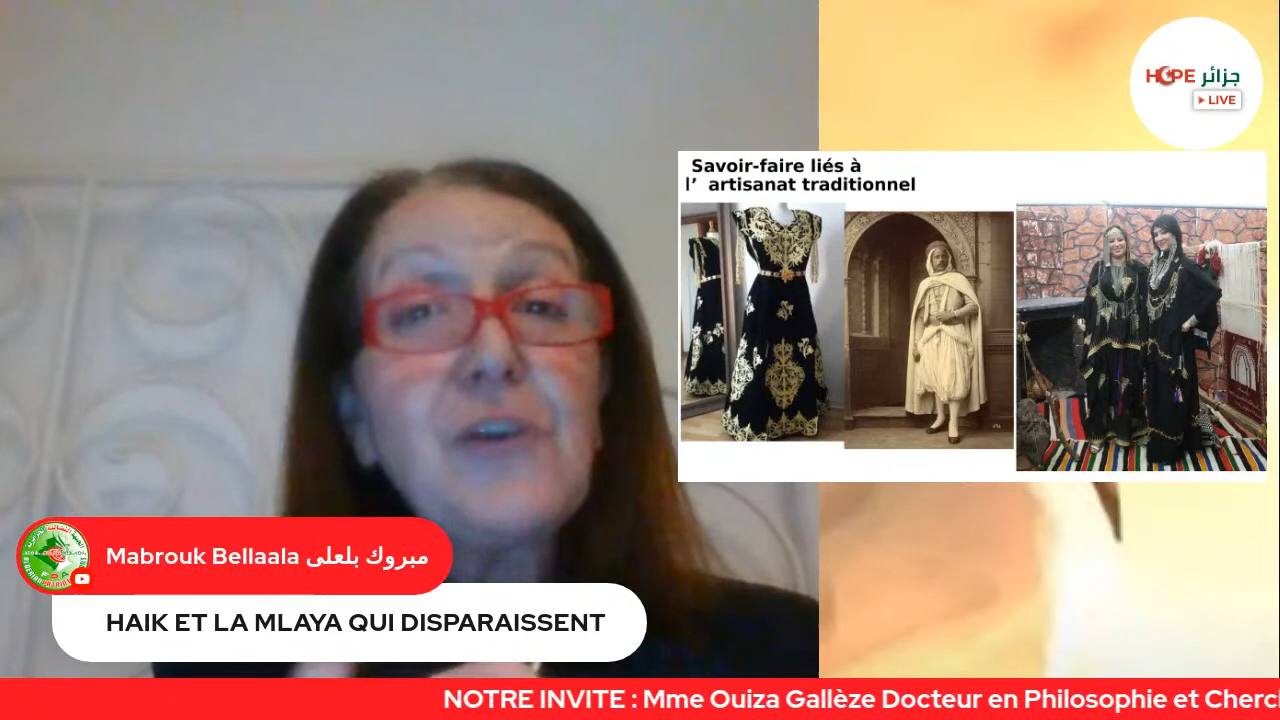 HOPE جزائر
LIVE
Savoir-faire liés à
l’ artisanat traditionnel
Mabrouk Bellaala مبروك بلعلى
HAIK ET LA MLAYA QUI DISPARAISSENT
NOTRE INVITE : Mme Ouiza Gallèze Docteur en Philosophie et Cherc